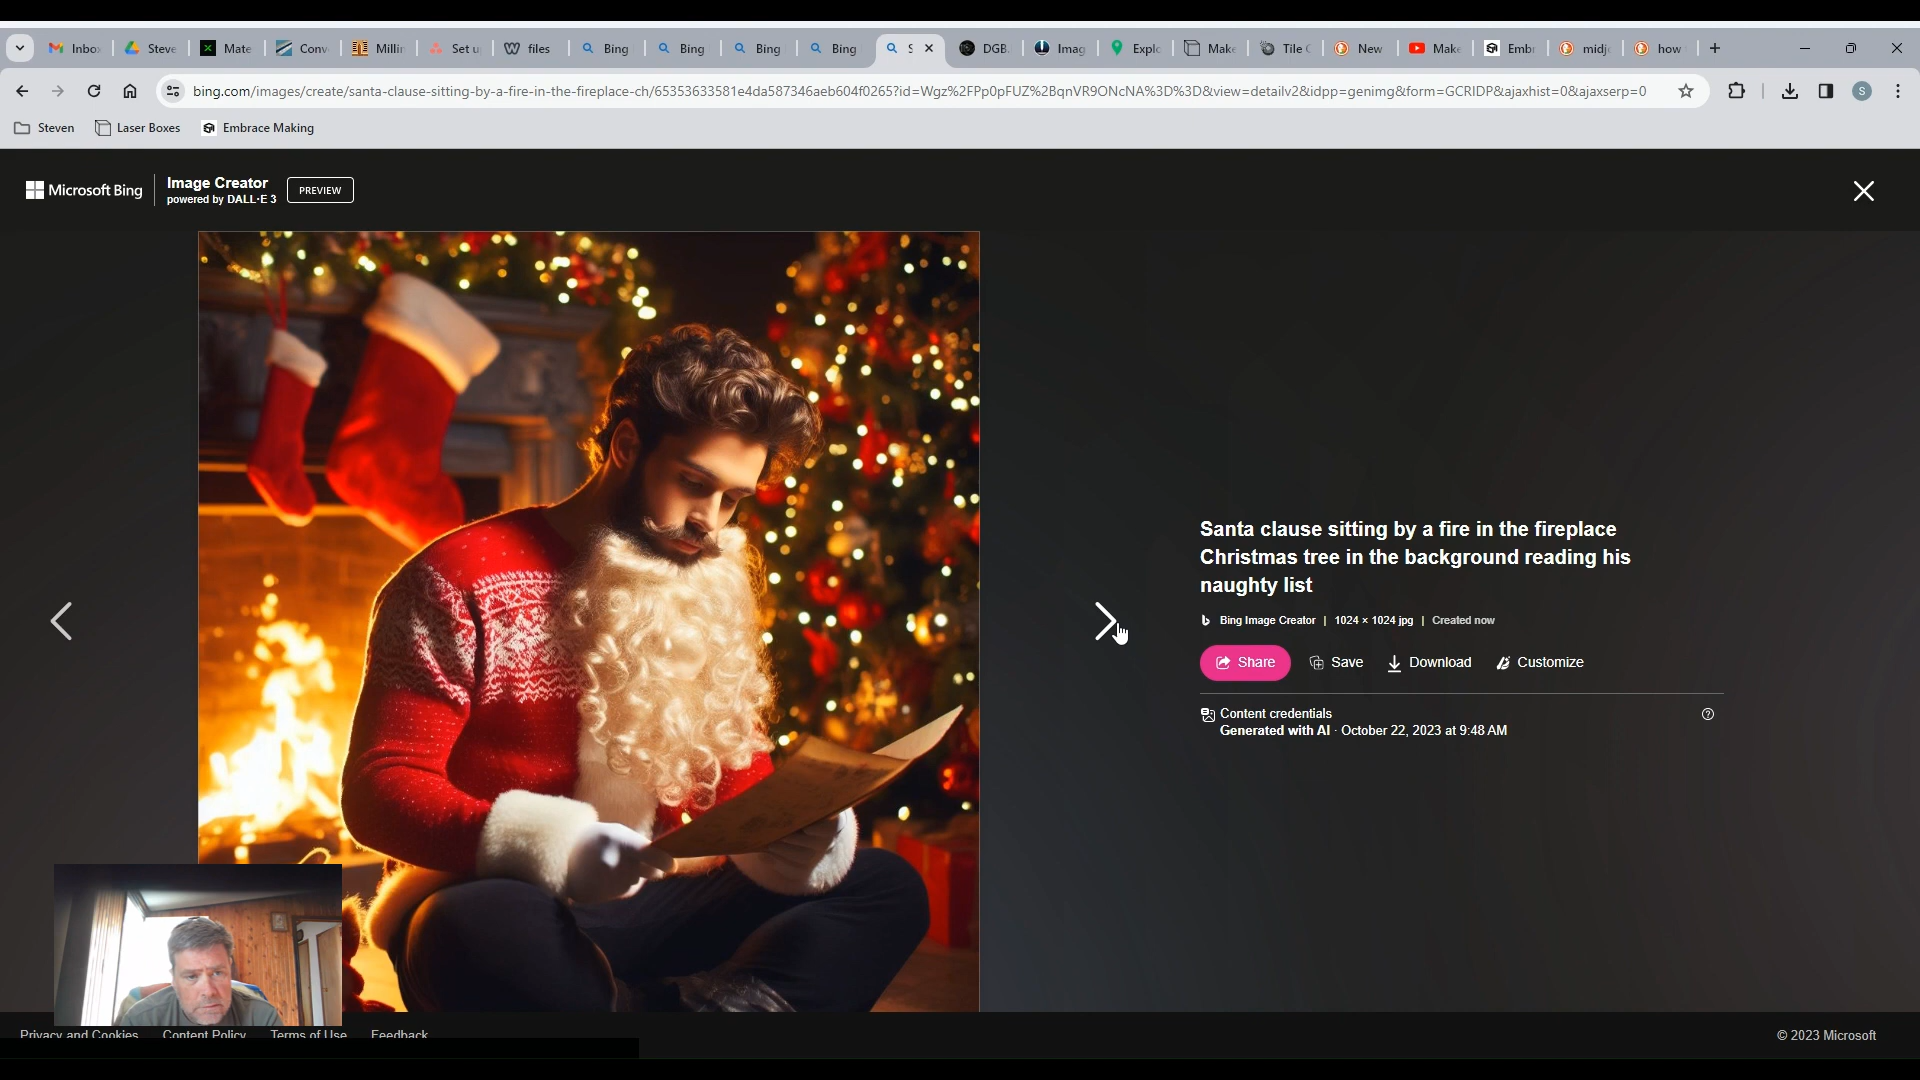 Inbo
Steve
Mate
Conv
Millin
Set u
files
Bing
Bing
Bing
Bing
S
DGB
Imag
Explo
Make
Tile C
New
Make
Embr
midj
how
bing.com/images/create/santa-clause-sitting-by-a-fire-in-the-fireplace-ch/65353633581e4da587346aeb604f0265?id=Wgz%2FPp0pFUZ%2BqnVR9ONcNA%3D%3D&view=detailv2&idpp=genimg&form=GCRIDP&ajaxhist=0&ajaxserp=0
S
Steven
Laser Boxes
Embrace Making
Microsoft Bing
Image Creator
powered by DALL·E 3
PREVIEW
Santa clause sitting by a fire in the fireplace
Christmas tree in the background reading his
naughty list
Bing Image Creator | 1024 × 1024 jpg | Created now
Share
Save
Download
Customize
Content credentials
Generated with AI · October 22, 2023 at 9:48 AM
Privacy and Cookies
Content Policy
Terms of Use
Feedback
© 2023 Microsoft